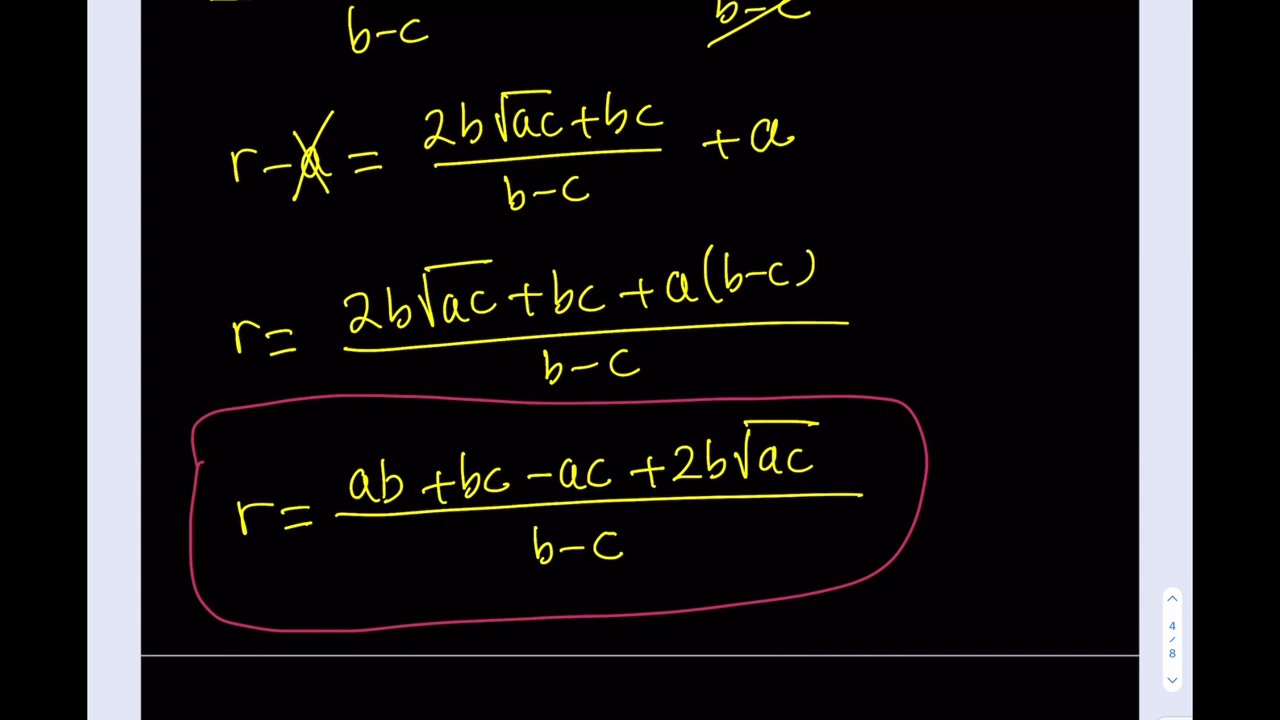 b-c b-c
r-a = (2b√ac+bc)/(b-c) + a
r= (2b√ac+bc+a(b-c))/(b-c)
r= (ab+bc-ac+2b√ac)/(b-c)
4
/
8